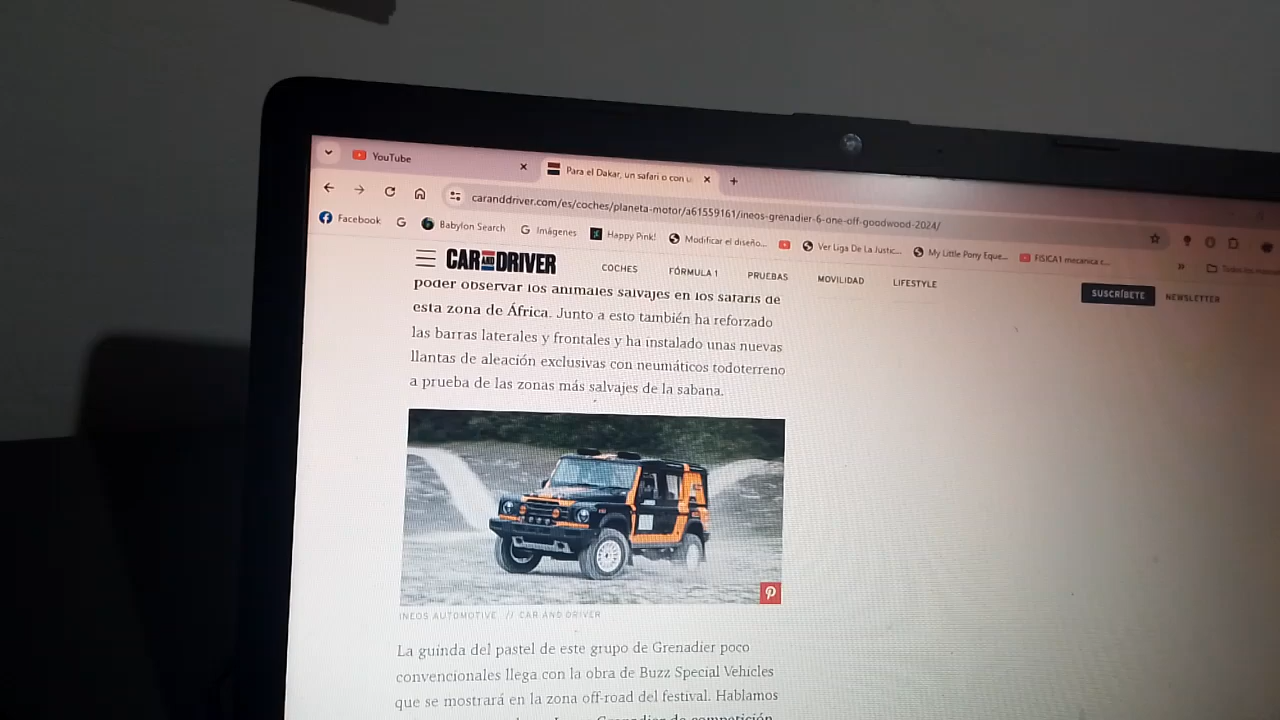 YouTube
Para el Dakar, un safari o con u
caranddriver.com/es/coches/planeta-motor/a61559161/ineos-grenadier-6-one-off-goodwood-2024/
Facebook
Babylon Search
Imágenes
Happy Pink!
Modificar el diseño...
Ver Liga De La Justic...
My Little Pony Eque...
FISICA1 mecanica c...
CAR AND DRIVER
COCHES
FÓRMULA 1
PRUEBAS
MOVILIDAD
LIFESTYLE
SUSCRÍBETE
NEWSLETTER
poder observar los animales salvajes en los safaris de
esta zona de África. Junto a esto también ha reforzado
las barras laterales y frontales y ha instalado unas nuevas
llantas de aleación exclusivas con neumáticos todoterreno
a prueba de las zonas más salvajes de la sabana.
INEOS AUTOMOTIVE // CAR AND DRIVER
La guinda del pastel de este grupo de Grenadier poco
convencionales llega con la obra de Buzz Special Vehicles
que se mostrará en la zona off-road del festival. Hablamos
Grenadier de competición